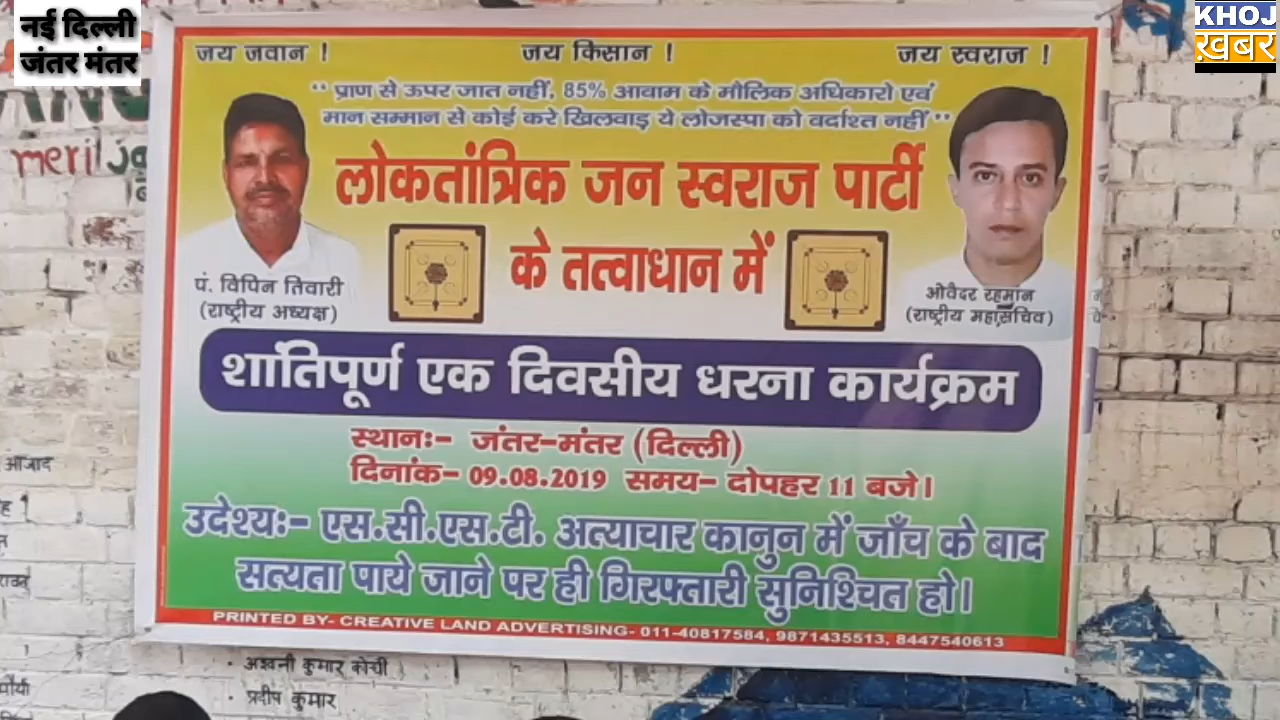 नई दिल्ली
जंतर मंतर
KHOJ
ख़बर
जय जवान ! जय किसान ! जय स्वराज !
" प्राण से ऊपर जात नहीं, 85% आवाम के मौलिक अधिकारो एवं
मान सम्मान से कोई करे खिलवाड़ ये लोजस्पा को वर्दाश्त नहीं "
लोकतांत्रिक जन स्वराज पार्टी
के तत्वाधान में
पं. विपिन तिवारी
(राष्ट्रीय अध्यक्ष)
ओवैदर रहमान
(राष्ट्रीय महासचिव)
शांतिपूर्ण एक दिवसीय धरना कार्यक्रम
स्थानः- जंतर-मंतर (दिल्ली)
दिनांक- 09.08.2019 समय- दोपहर 11 बजे।
उदेश्यः- एस.सी.एस.टी. अत्याचार कानुन में जाँच के बाद
सत्यता पाये जाने पर ही गिरफ्तारी सुनिश्चित हो।
PRINTED BY- CREATIVE LAND ADVERTISING- 011-40817584, 9871435513, 8447540613
meri
आजाद
• अश्वनी कुमार कोची
• प्रदीप कुमार